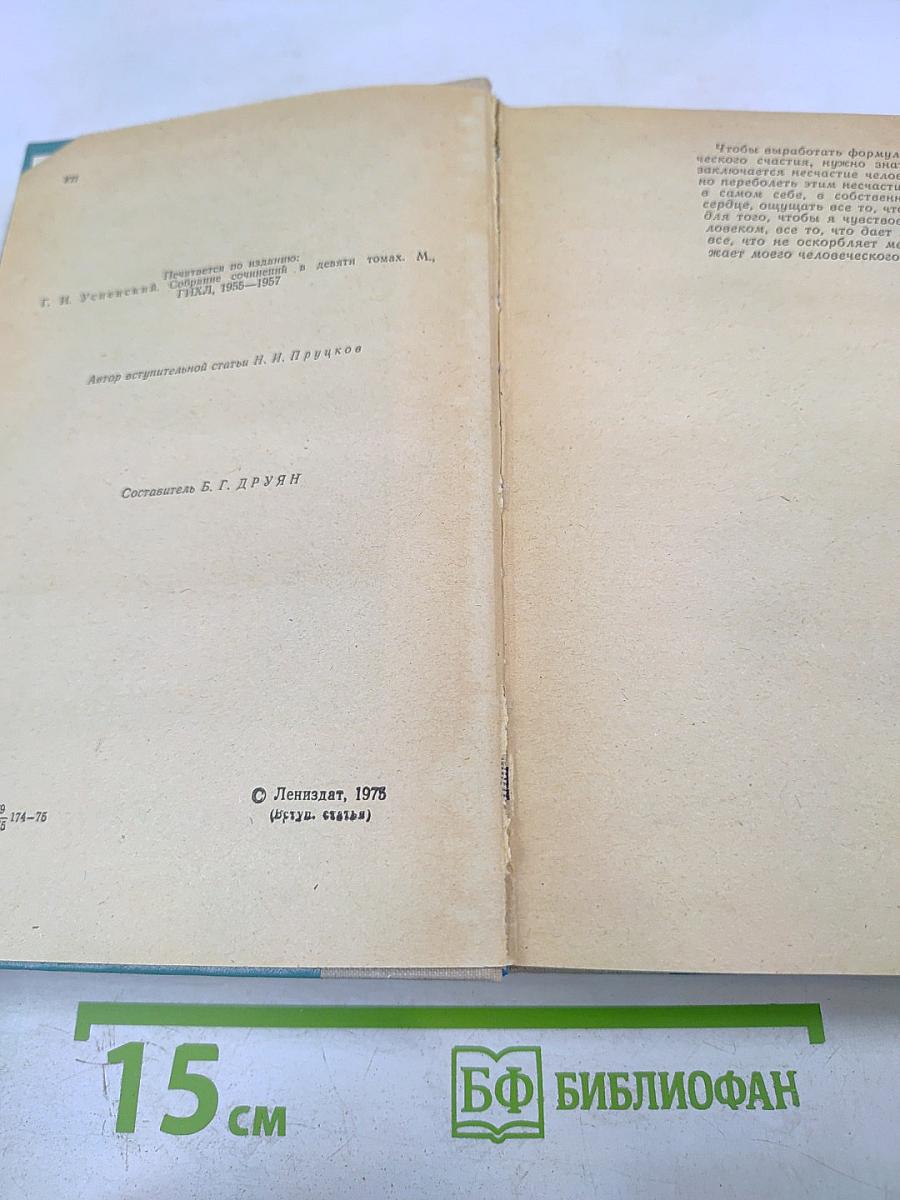 Печатается по изданию:
Г. И. Успенский. Собрание сочинений в девяти томах. М.,
ГИХЛ, 1955—1957
Автор вступительной статьи Н. И. Пруцков
Составитель Б. Г. ДРУЯН
174—75
© Лениздат, 1975
(Вступ. статья)
Чтобы выработать формул
ческого счастия, нужно зна
заключается несчастие челов
но переболеть этим несчасти
в самом себе, в собственн
сердце, ощущать все то, что
для того, чтобы я чувствов
ловеком, все то, что дает
все, что не оскорбляет ме
жает моего человеческого
15 см
БФ БИБЛИОФАН